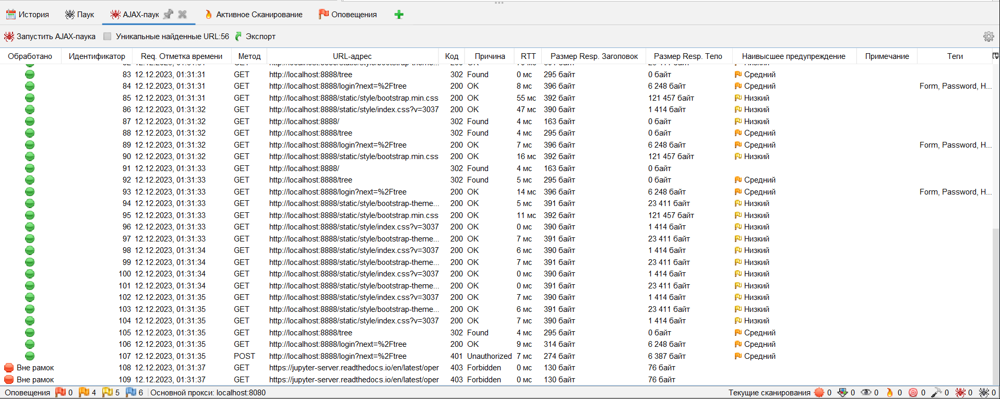 История Паук AJAX-паук Активное Сканирование Оповещения
Запустить AJAX-паука Уникальные найденные URL:56 Экспорт
Обработано Идентификатор Req. Отметка времени Метод URL-адрес Код Причина RTT Размер Resp. Заголовок Размер Resp. Тело Наивысшее предупреждение Примечание Теги
83 12.12.2023, 01:31:31 GET http://localhost:8888/tree 302 Found 0 мс 295 байт 0 байт Средний
84 12.12.2023, 01:31:31 GET http://localhost:8888/login?next=%2Ftree 200 OK 8 мс 396 байт 6 248 байт Средний Form, Password, H...
85 12.12.2023, 01:31:31 GET http://localhost:8888/static/style/bootstrap.min.css 200 OK 55 мс 392 байт 121 457 байт Низкий
86 12.12.2023, 01:31:32 GET http://localhost:8888/static/style/index.css?v=3037 200 OK 47 мс 390 байт 1 414 байт Низкий
87 12.12.2023, 01:31:32 GET http://localhost:8888/ 302 Found 4 мс 163 байт 0 байт Низкий
88 12.12.2023, 01:31:32 GET http://localhost:8888/tree 302 Found 4 мс 295 байт 0 байт Средний
89 12.12.2023, 01:31:32 GET http://localhost:8888/login?next=%2Ftree 200 OK 7 мс 396 байт 6 248 байт Средний Form, Password, H...
90 12.12.2023, 01:31:32 GET http://localhost:8888/static/style/bootstrap.min.css 200 OK 16 мс 392 байт 121 457 байт Низкий
91 12.12.2023, 01:31:33 GET http://localhost:8888/ 302 Found 4 мс 163 байт 0 байт
92 12.12.2023, 01:31:33 GET http://localhost:8888/tree 302 Found 5 мс 295 байт 0 байт Средний
93 12.12.2023, 01:31:33 GET http://localhost:8888/login?next=%2Ftree 200 OK 14 мс 396 байт 6 248 байт Средний Form, Password, H...
94 12.12.2023, 01:31:33 GET http://localhost:8888/static/style/bootstrap-theme... 200 OK 5 мс 391 байт 23 411 байт Низкий
95 12.12.2023, 01:31:33 GET http://localhost:8888/static/style/bootstrap.min.css 200 OK 11 мс 392 байт 121 457 байт Низкий
96 12.12.2023, 01:31:33 GET http://localhost:8888/static/style/index.css?v=3037 200 OK 0 мс 390 байт 1 414 байт Низкий
97 12.12.2023, 01:31:33 GET http://localhost:8888/static/style/bootstrap-theme... 200 OK 7 мс 391 байт 23 411 байт Низкий
98 12.12.2023, 01:31:34 GET http://localhost:8888/static/style/index.css?v=3037 200 OK 6 мс 390 байт 1 414 байт Низкий
99 12.12.2023, 01:31:34 GET http://localhost:8888/static/style/bootstrap-theme... 200 OK 7 мс 391 байт 23 411 байт Низкий
100 12.12.2023, 01:31:34 GET http://localhost:8888/static/style/index.css?v=3037 200 OK 0 мс 390 байт 1 414 байт Низкий
101 12.12.2023, 01:31:34 GET http://localhost:8888/static/style/bootstrap-theme... 200 OK 0 мс 391 байт 23 411 байт Низкий
102 12.12.2023, 01:31:35 GET http://localhost:8888/static/style/index.css?v=3037 200 OK 7 мс 390 байт 1 414 байт Низкий
103 12.12.2023, 01:31:35 GET http://localhost:8888/static/style/bootstrap-theme... 200 OK 6 мс 391 байт 23 411 байт Низкий
104 12.12.2023, 01:31:35 GET http://localhost:8888/static/style/index.css?v=3037 200 OK 7 мс 390 байт 1 414 байт Низкий
105 12.12.2023, 01:31:35 GET http://localhost:8888/tree 302 Found 4 мс 295 байт 0 байт Средний
106 12.12.2023, 01:31:35 GET http://localhost:8888/login?next=%2Ftree 200 OK 9 мс 314 байт 6 248 байт Средний
107 12.12.2023, 01:31:35 POST http://localhost:8888/login?next=%2Ftree 401 Unauthorized 7 мс 274 байт 6 387 байт Средний
Вне рамок 108 12.12.2023, 01:31:37 GET https://jupyter-server.readthedocs.io/en/latest/oper 403 Forbidden 0 мс 130 байт 76 байт
Вне рамок 109 12.12.2023, 01:31:37 GET https://jupyter-server.readthedocs.io/en/latest/oper 403 Forbidden 0 мс 130 байт 76 байт
Оповещения 0 4 5 6 Основной прокси: localhost:8080 Текущие сканирования 0 0 0 0 0 0 0 0